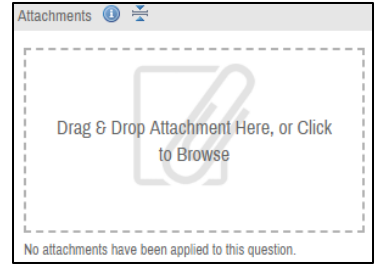 Attachments
Drag & Drop Attachment Here, or Click
to Browse
No attachments have been applied to this question.